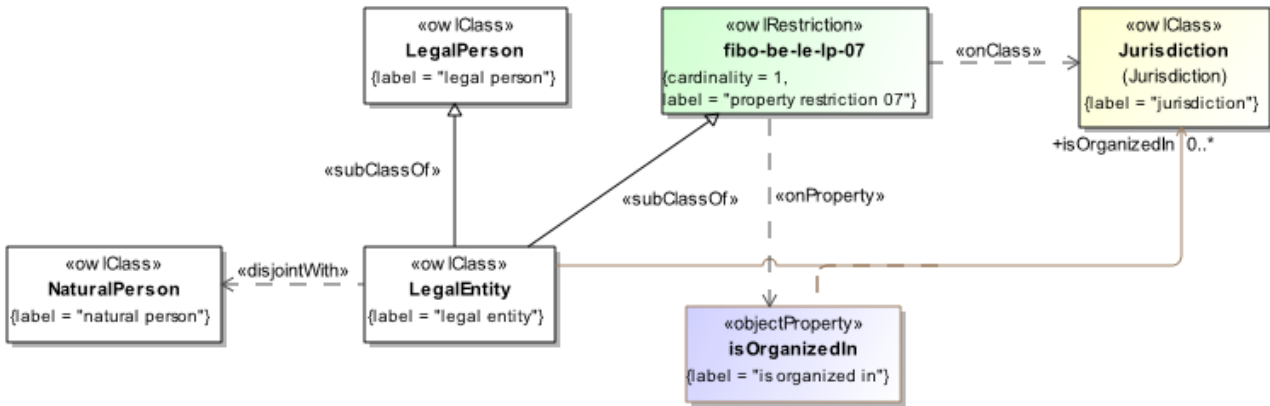 «owlClass»
LegalPerson
{label = "legal person"}
«owlRestriction»
fibo-be-le-lp-07
{cardinality = 1,
label = "property restriction 07"}
«onClass»
«owlClass»
Jurisdiction
(Jurisdiction)
{label = "jurisdiction"}
+isOrganizedIn 0..*
«subClassOf»
«subClassOf»
«onProperty»
«owlClass»
NaturalPerson
{label = "natural person"}
«disjointWith»
«owlClass»
LegalEntity
{label = "legal entity"}
«objectProperty»
isOrganizedIn
{label = "is organized in"}